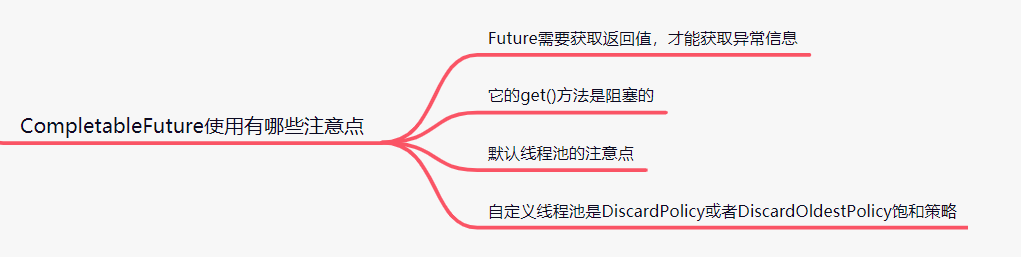 Future需要获取返回值，才能获取异常信息
它的get()方法是阻塞的
CompletableFuture使用有哪些注意点
默认线程池的注意点
自定义线程池是DiscardPolicy或者DiscardOldestPolicy饱和策略